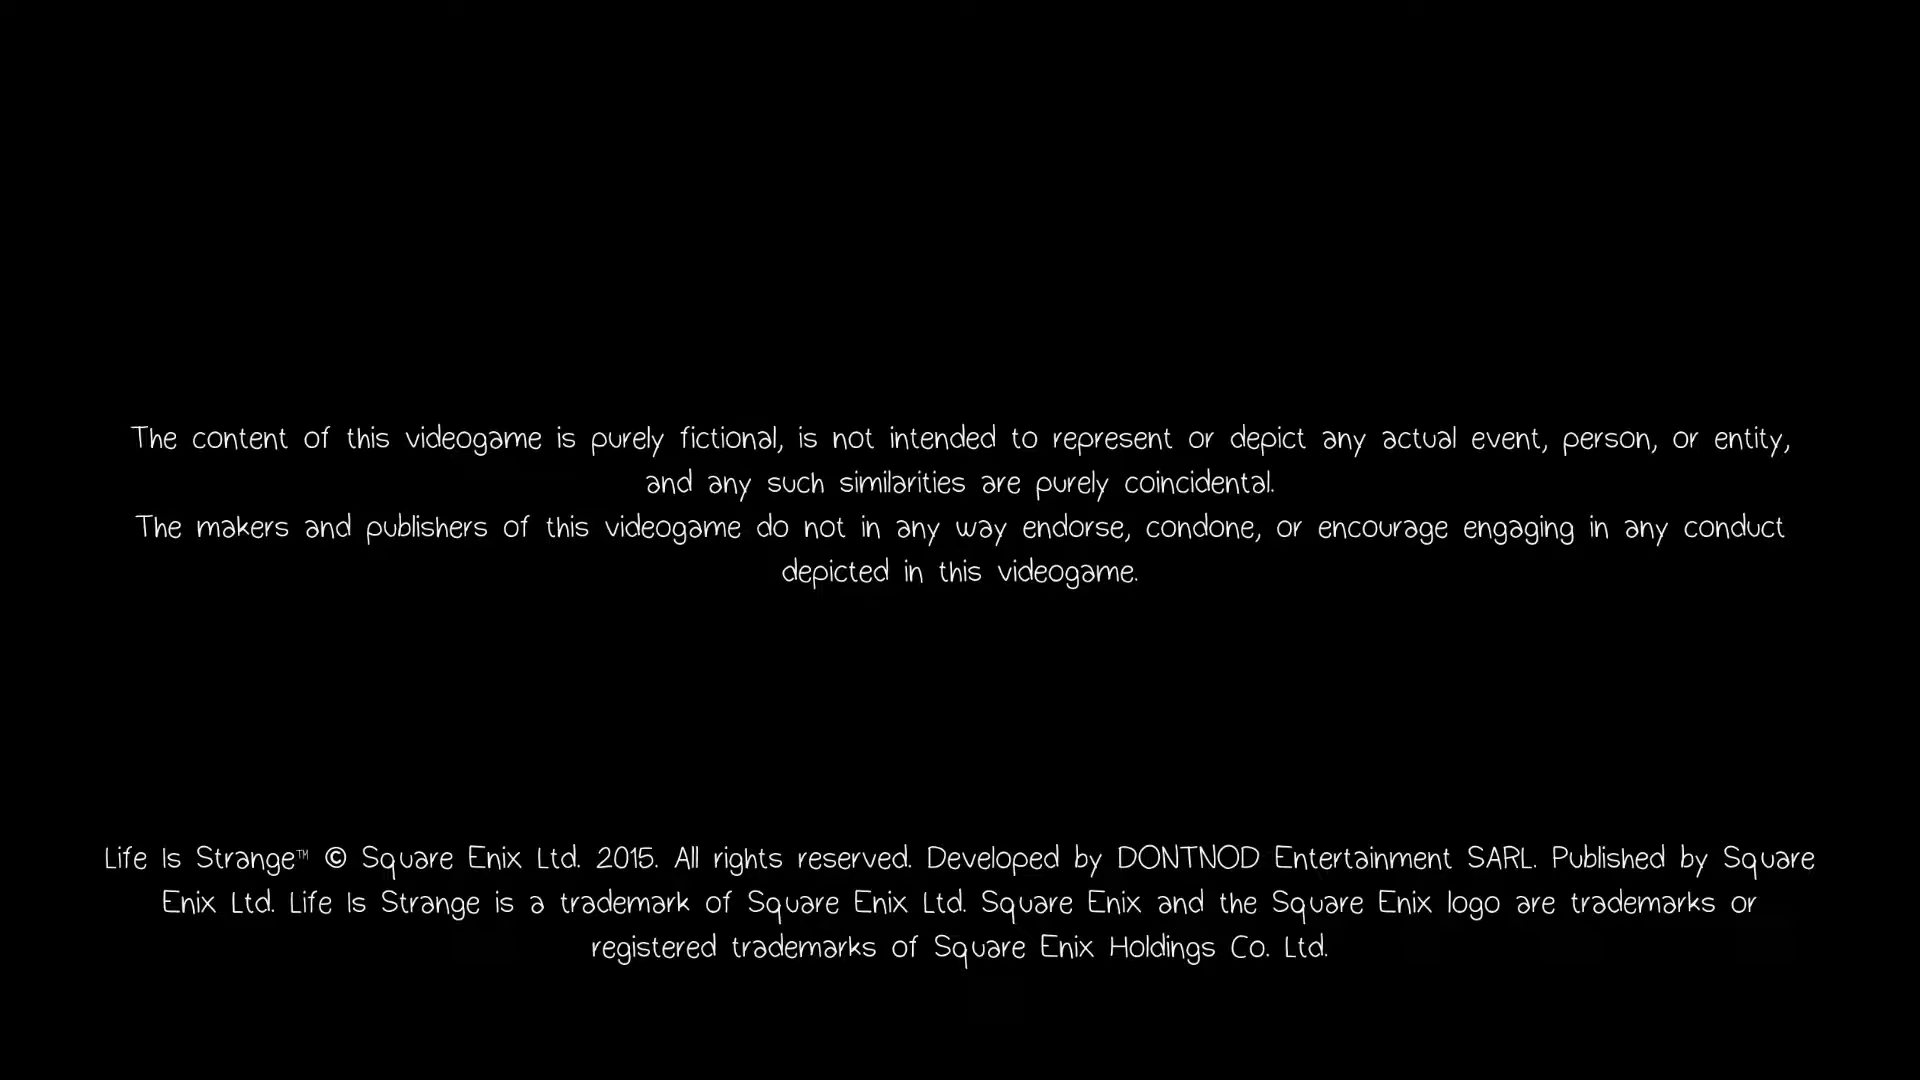 The content of this videogame is purely fictional, is not intended to represent or depict any actual event, person, or entity,
and any such similarities are purely coincidental.
The makers and publishers of this videogame do not in any way endorse, condone, or encourage engaging in any conduct
depicted in this videogame.
Life Is Strange™ © Square Enix Ltd. 2015. All rights reserved. Developed by DONTNOD Entertainment SARL. Published by Square
Enix Ltd. Life Is Strange is a trademark of Square Enix Ltd. Square Enix and the Square Enix logo are trademarks or
registered trademarks of Square Enix Holdings Co. Ltd.